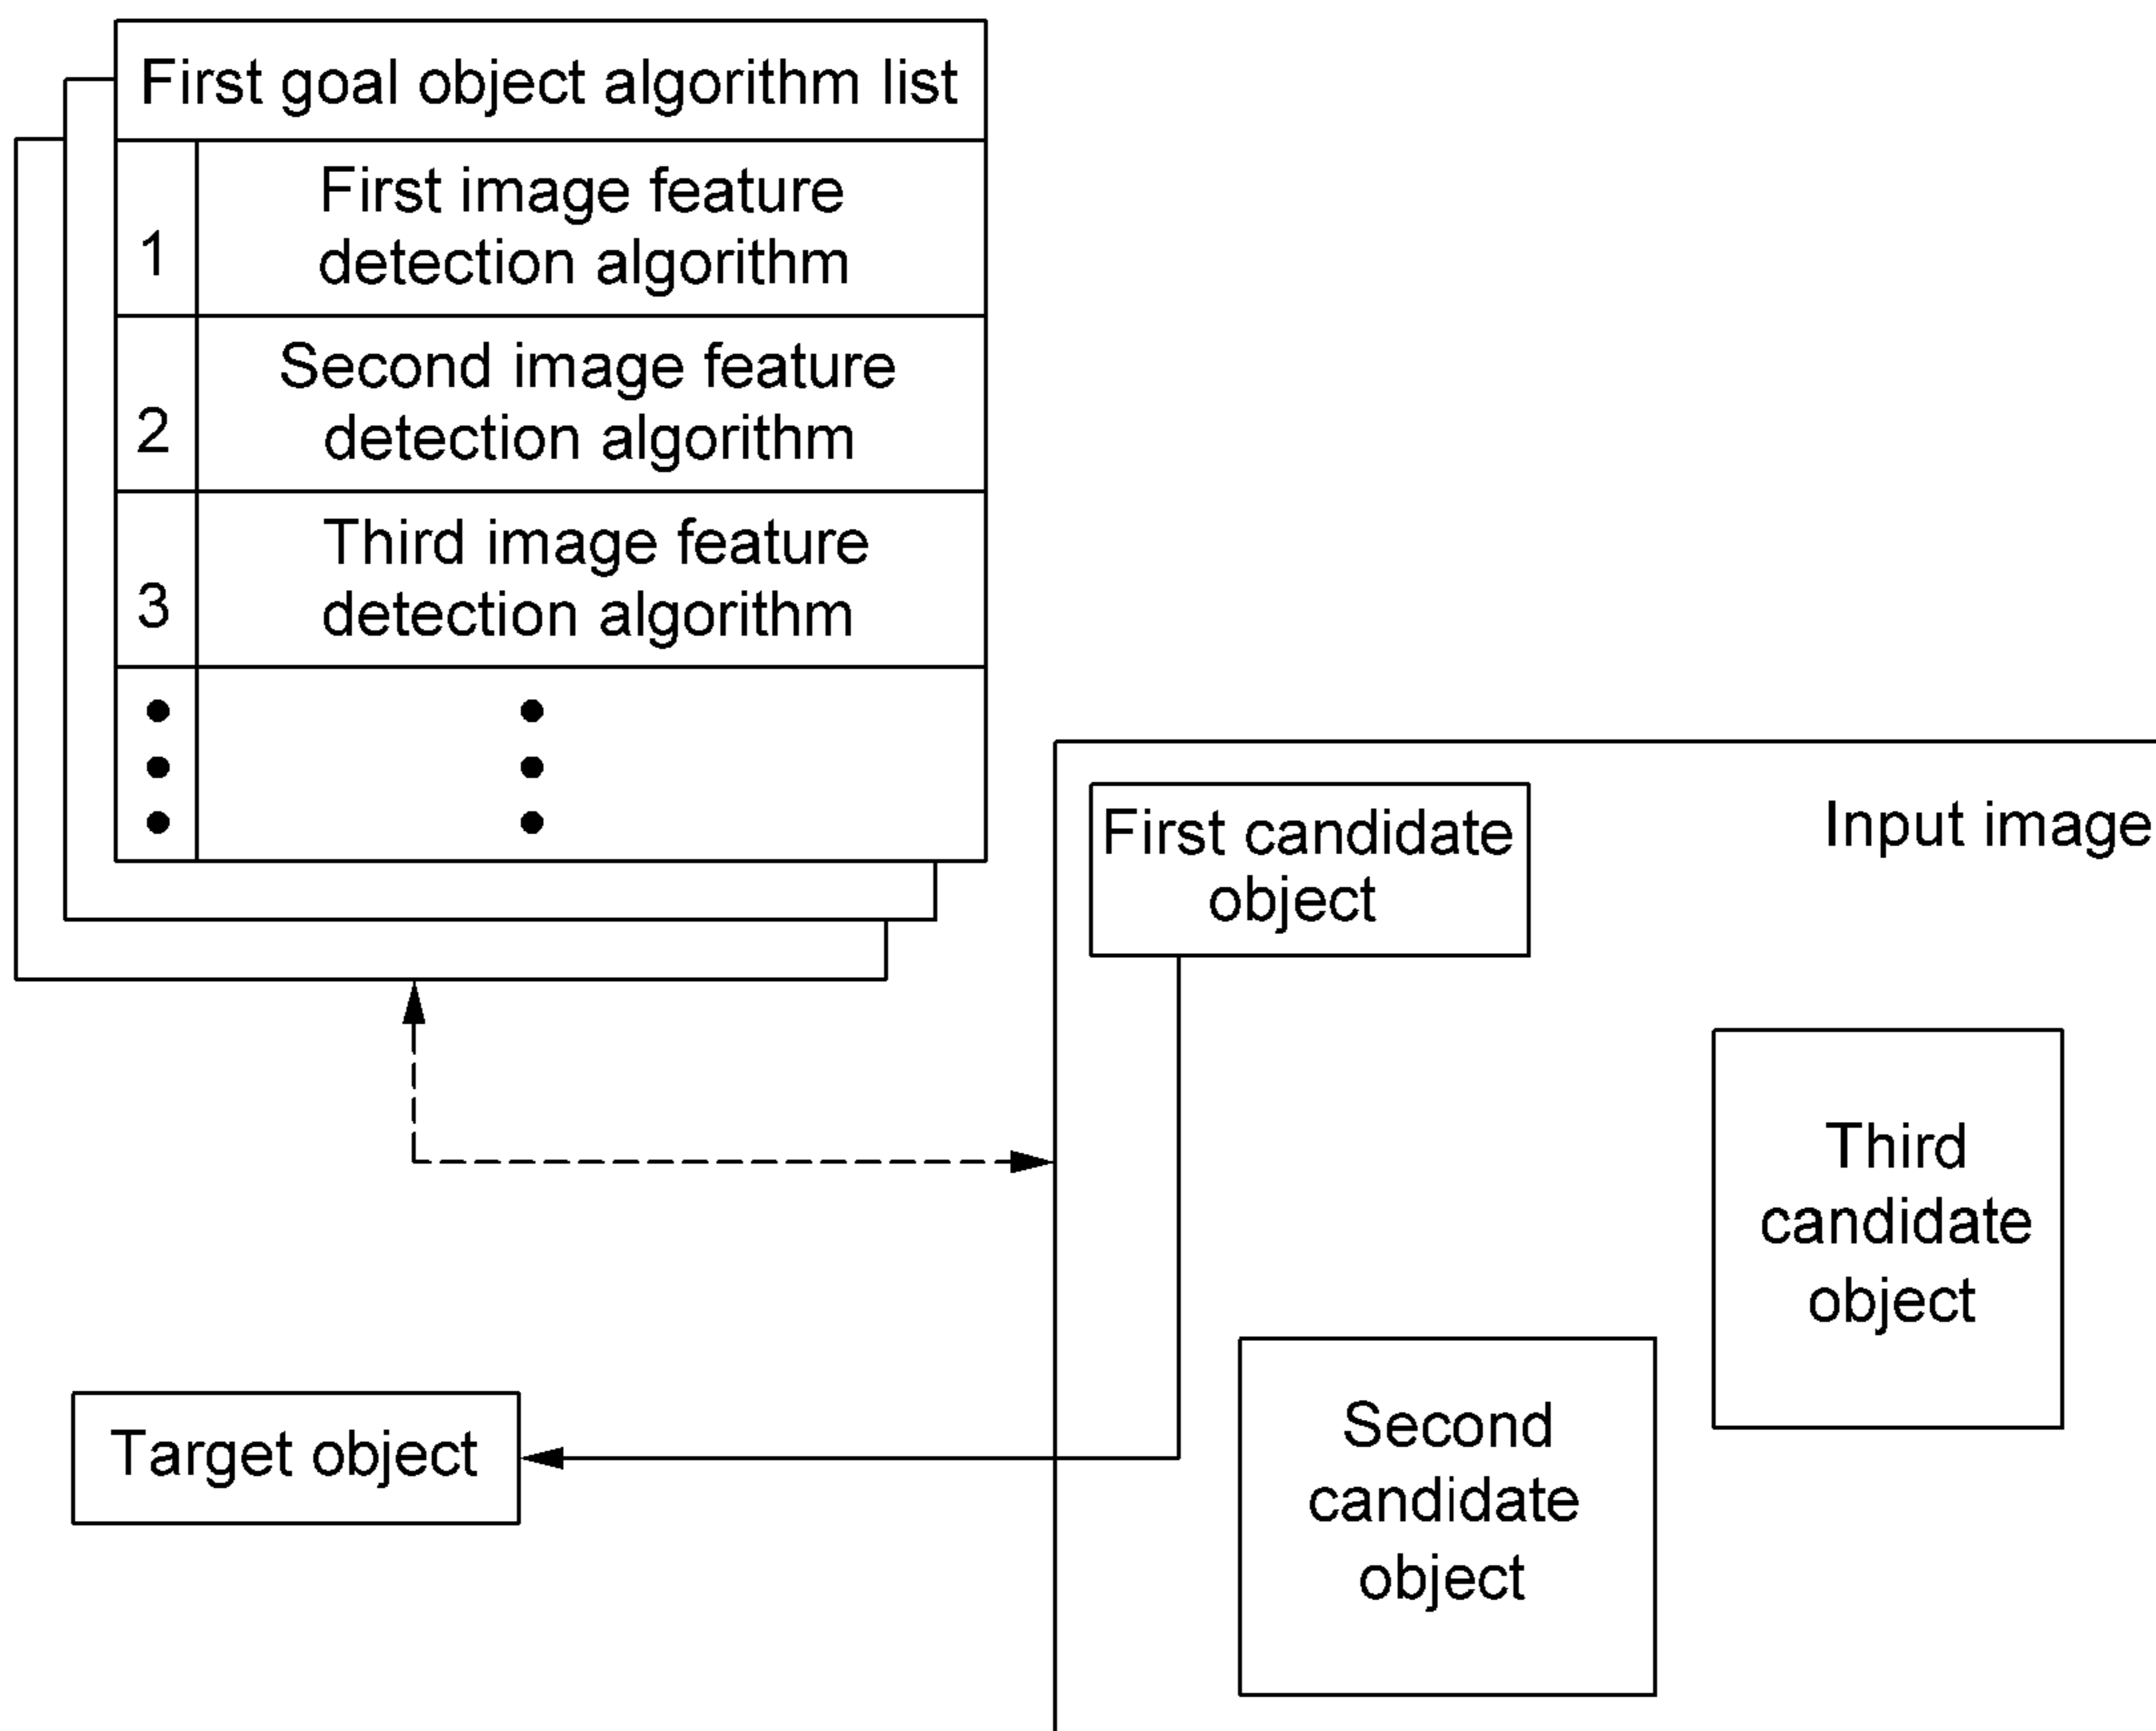 First goal object algorithm list
1
First image feature
detection algorithm
2
Second image feature
detection algorithm
3
Third image feature
detection algorithm
Input image
First candidate
object
Third
candidate
object
Second
candidate
object
Target object